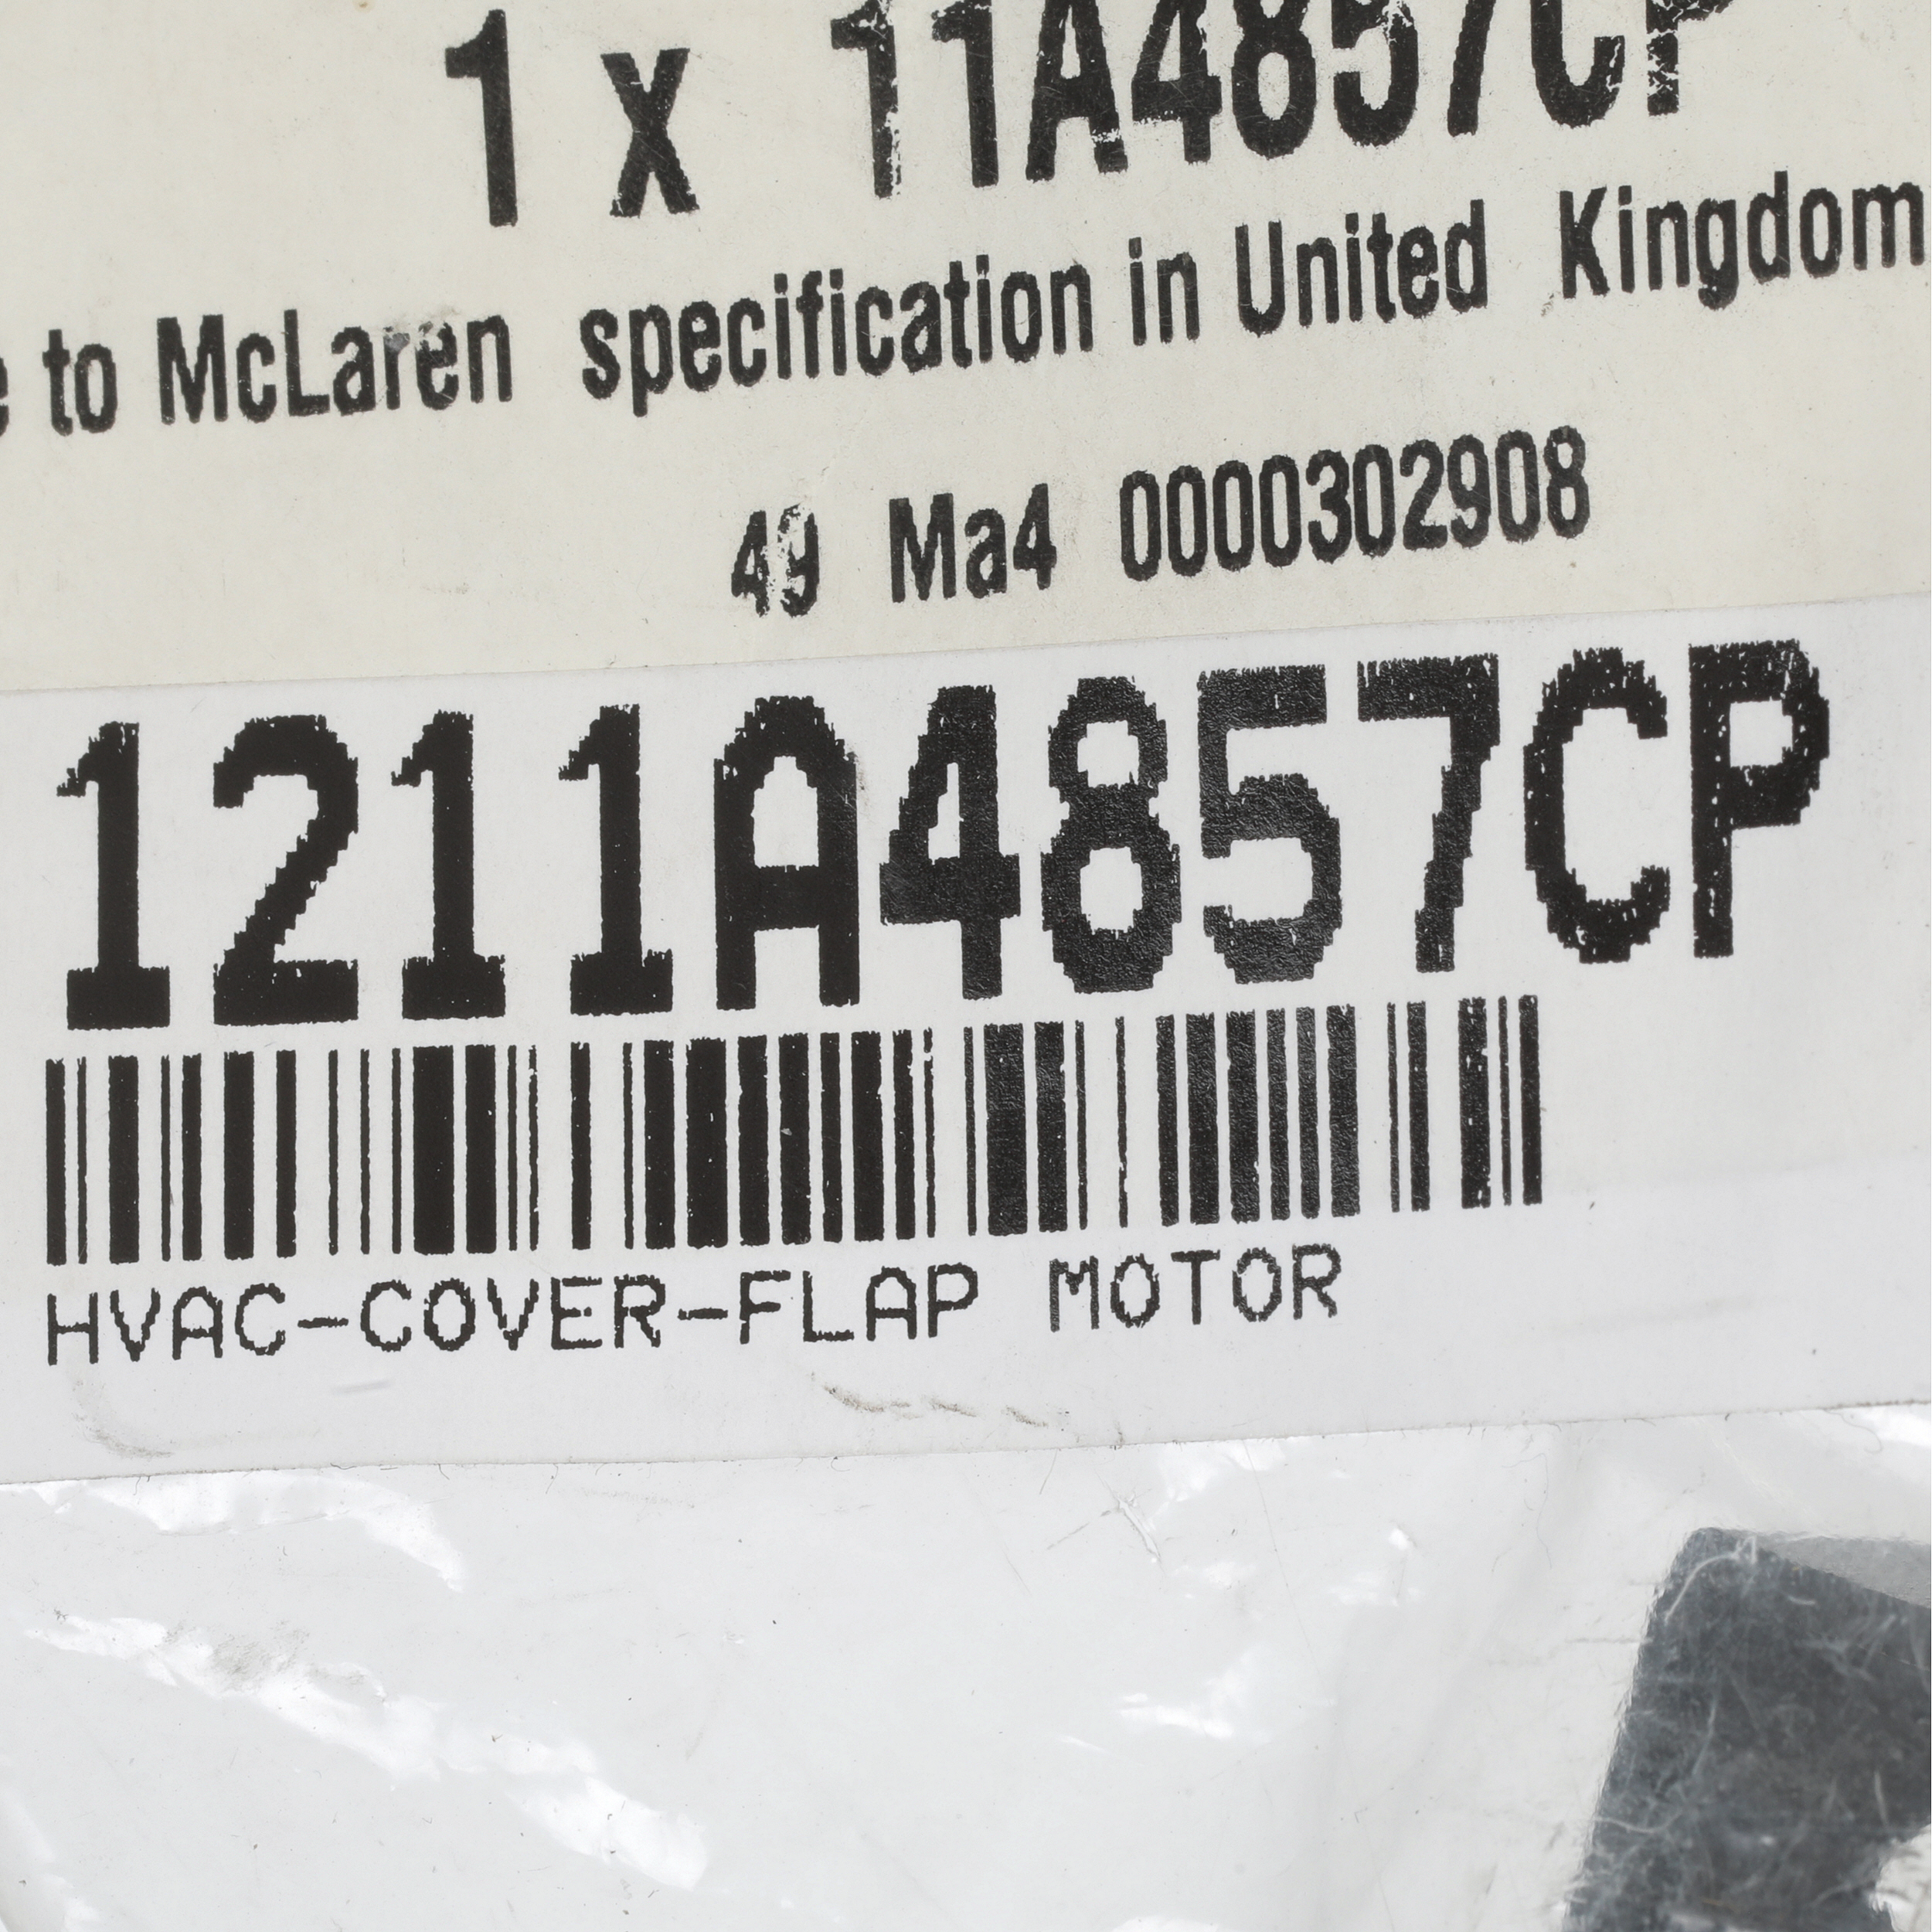 1 x 11A4857CP
to McLaren specification in United Kingdom
49 Ma4 0000302908
1211A4857CP
HVAC-COVER-FLAP MOTOR